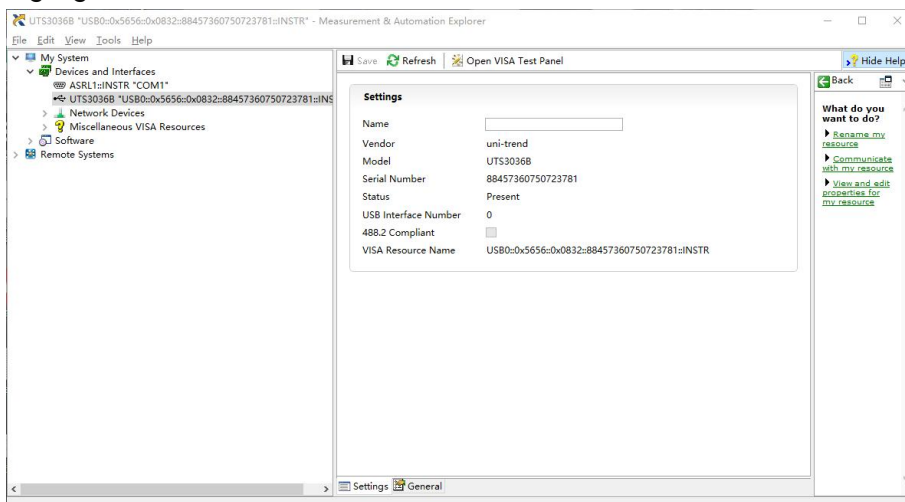 UTS3036B "USB0::0x5656::0x0832::88457360750723781::INSTR" - Measurement & Automation Explorer
File Edit View Tools Help
My System
Devices and Interfaces
ASRL1::INSTR "COM1"
UTS3036B "USB0::0x5656::0x0832::88457360750723781::INS
Network Devices
Miscellaneous VISA Resources
Software
Remote Systems
Save Refresh Open VISA Test Panel
Hide Help
Settings
Name
Vendor uni-trend
Model UTS3036B
Serial Number 88457360750723781
Status Present
USB Interface Number 0
488.2 Compliant
VISA Resource Name USB0::0x5656::0x0832::88457360750723781::INSTR
Settings General
Back
What do you
want to do?
Rename my
resource
Communicate
with my resource
View and edit
properties for
my resource